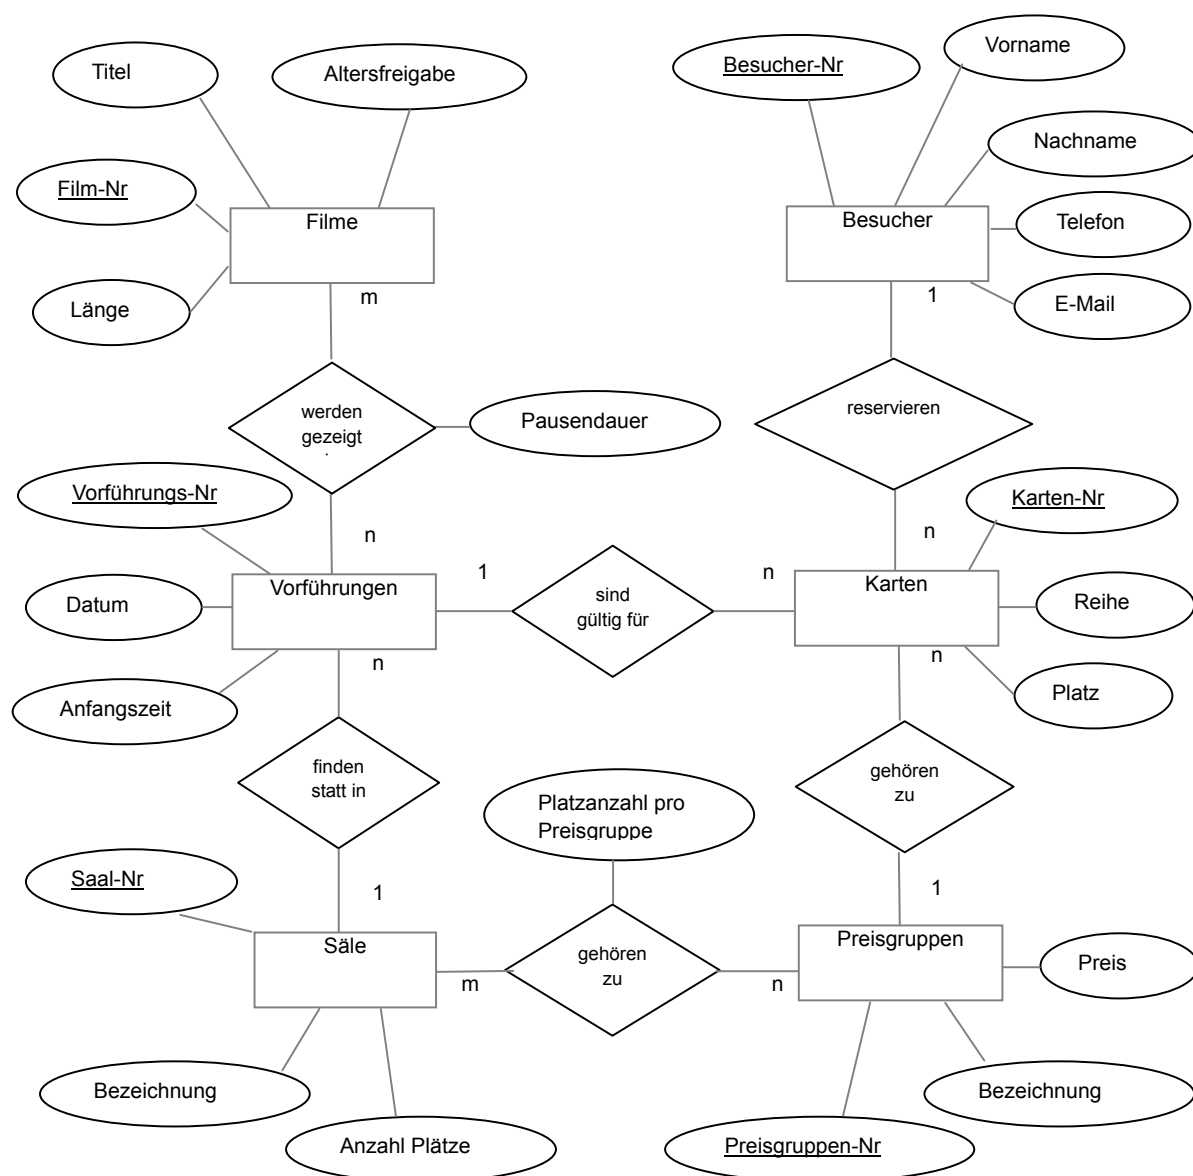 Titel
Altersfreigabe
Besucher-Nr
Vorname
Nachname
Film-Nr
Filme
Besucher
Telefon
Länge
m
1
E-Mail
werden
gezeigt
Pausendauer
reservieren
Vorführungs-Nr
Karten-Nr
n
n
Vorführungen
1
n
Karten
Datum
sind
gültig für
Reihe
n
n
Anfangszeit
Platz
finden
statt in
gehören
zu
Platzanzahl pro
Preisgruppe
Saal-Nr
1
1
Säle
gehören
zu
Preisgruppen
Preis
m
n
Bezeichnung
Bezeichnung
Anzahl Plätze
Preisgruppen-Nr